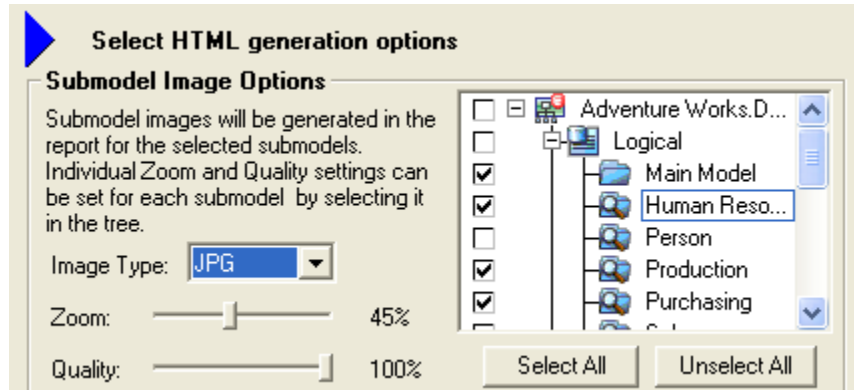 Select HTML generation options
Submodel Image Options
Submodel images will be generated in the
report for the selected submodels.
Individual Zoom and Quality settings can
be set for each submodel by selecting it
in the tree.
Image Type: JPG
Zoom: 45%
Quality: 100%
Adventure Works.D...
Logical
Main Model
Human Reso...
Person
Production
Purchasing
Select All
Unselect All